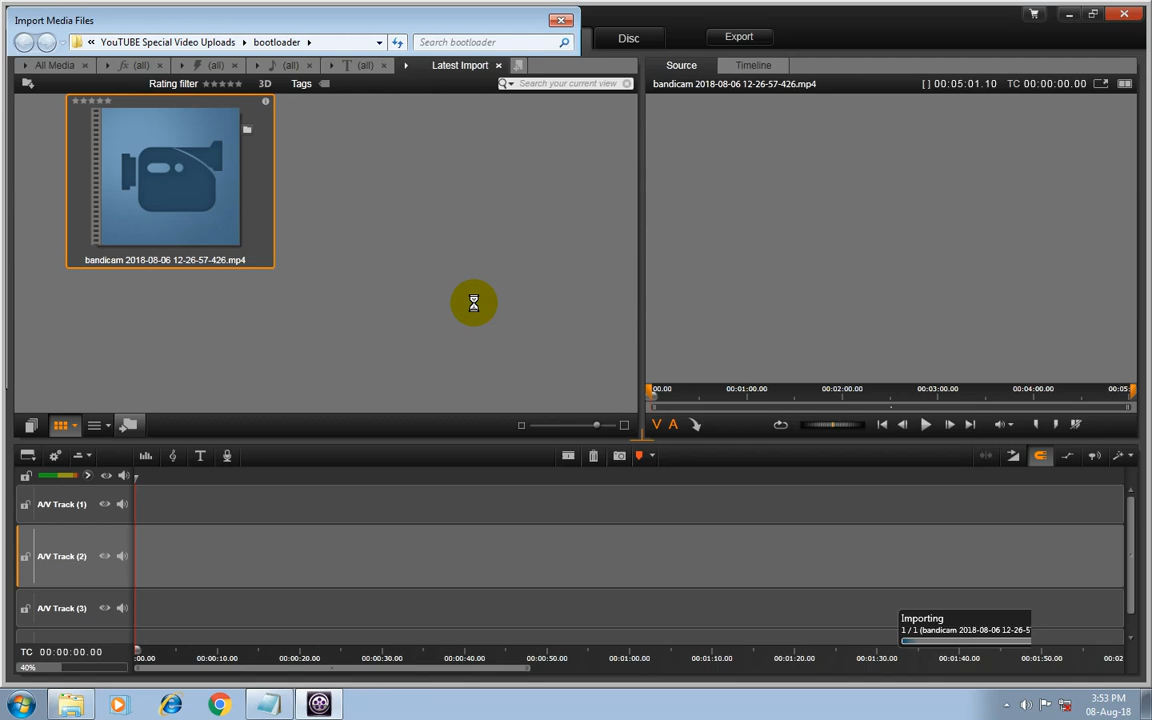 Import Media Files
« YouTUBE Special Video Uploads bootloader
Search bootloader
Disc
Export
All Media
fx (all)
(all)
(all)
T (all)
Latest Import
Source
Timeline
Rating filter
3D
Tags
Search your current view
bandicam 2018-08-06 12-26-57-426.mp4
[ ] 00:05:01.10
TC 00:00:00.00
bandicam 2018-08-06 12-26-57-426.mp4
00.00 00:01:00.00 00:02:00.00 00:03:00.00 00:04:00.00 00:05:
V A
A/V Track (1)
A/V Track (2)
A/V Track (3)
Importing
1 / 1 (bandicam 2018-08-06 12-26-5
TC 00:00:00.00
:00.00 00:00:10.00 00:00:20.00 00:00:30.00 00:00:40.00 00:00:50.00 00:01:00.00 00:01:10.00 00:01:20.00 00:01:30.00 00:01:40.00 00:01:50.00 00:02
40%
3:53 PM
08-Aug-18